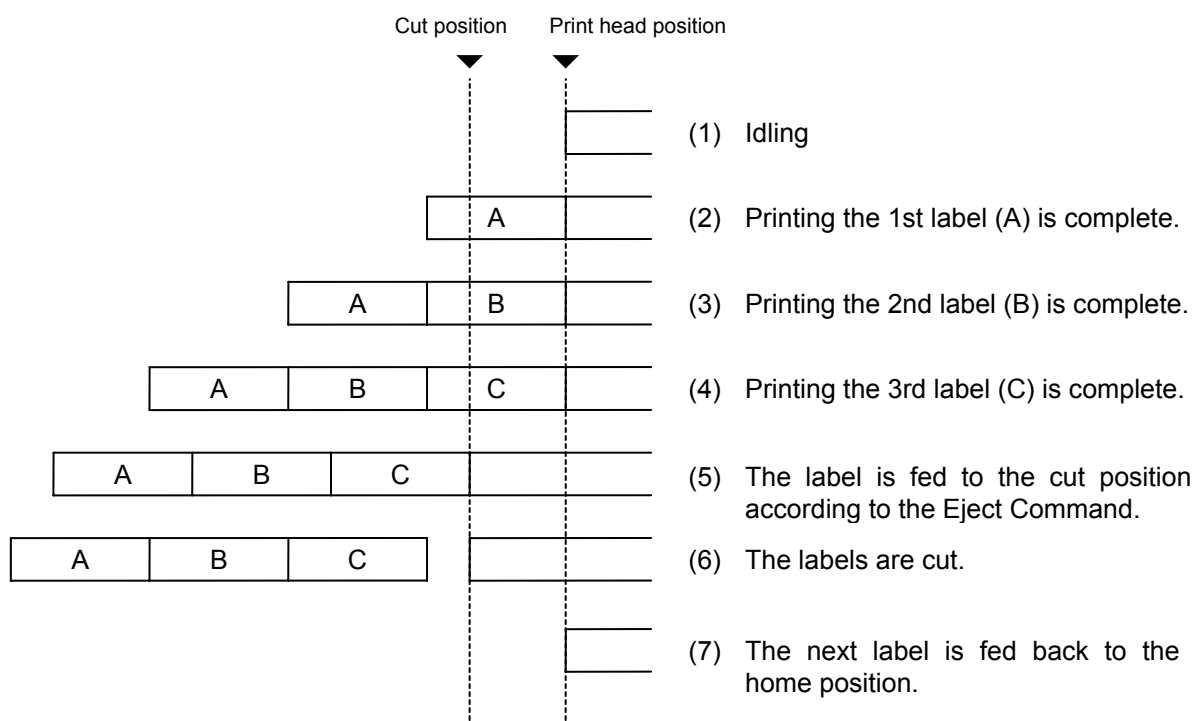 Cut position Print head position
(1) Idling
A (2) Printing the 1st label (A) is complete.
A B (3) Printing the 2nd label (B) is complete.
A B C (4) Printing the 3rd label (C) is complete.
A B C (5) The label is fed to the cut position
according to the Eject Command.
A B C (6) The labels are cut.
(7) The next label is fed back to the
home position.